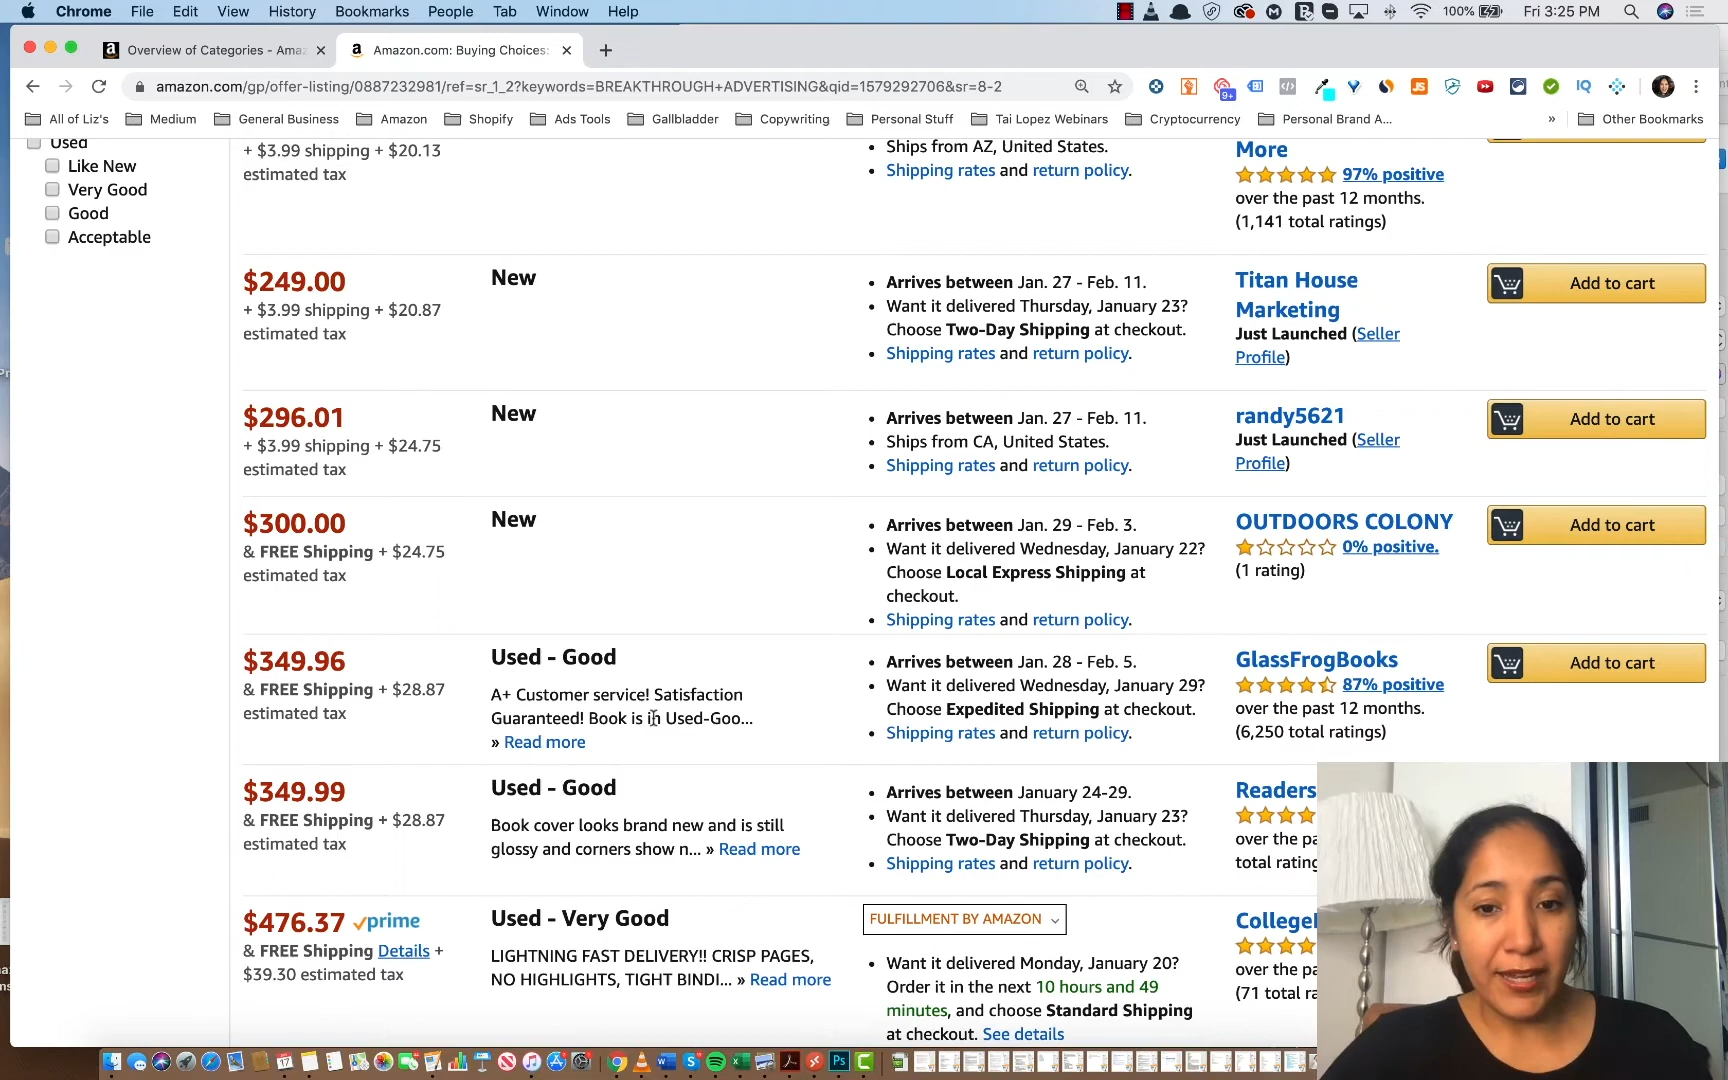 Chrome File Edit View History Bookmarks People Tab Window Help 100% Fri 3:25 PM
Overview of Categories - Ama Amazon.com: Buying Choices:
amazon.com/gp/offer-listing/0887232981/ref=sr_1_2?keywords=BREAKTHROUGH+ADVERTISING&qid=1579292706&sr=8-2
All of Liz's Medium General Business Amazon Shopify Ads Tools Gallbladder Copywriting Personal Stuff Tai Lopez Webinars Cryptocurrency Personal Brand A... » Other Bookmarks
Used
Like New
Very Good
Good
Acceptable
+ $3.99 shipping + $20.13
estimated tax
• Ships from AZ, United States.
• Shipping rates and return policy.
More
97% positive
over the past 12 months.
(1,141 total ratings)
$249.00
+ $3.99 shipping + $20.87
estimated tax
New
• Arrives between Jan. 27 - Feb. 11.
• Want it delivered Thursday, January 23?
Choose Two-Day Shipping at checkout.
• Shipping rates and return policy.
Titan House
Marketing
Just Launched (Seller
Profile)
Add to cart
$296.01
+ $3.99 shipping + $24.75
estimated tax
New
• Arrives between Jan. 27 - Feb. 11.
• Ships from CA, United States.
• Shipping rates and return policy.
randy5621
Just Launched (Seller
Profile)
Add to cart
$300.00
& FREE Shipping + $24.75
estimated tax
New
• Arrives between Jan. 29 - Feb. 3.
• Want it delivered Wednesday, January 22?
Choose Local Express Shipping at
checkout.
• Shipping rates and return policy.
OUTDOORS COLONY
0% positive.
(1 rating)
Add to cart
$349.96
& FREE Shipping + $28.87
estimated tax
Used - Good
A+ Customer service! Satisfaction
Guaranteed! Book is in Used-Goo...
» Read more
• Arrives between Jan. 28 - Feb. 5.
• Want it delivered Wednesday, January 29?
Choose Expedited Shipping at checkout.
• Shipping rates and return policy.
GlassFrogBooks
87% positive
over the past 12 months.
(6,250 total ratings)
Add to cart
$349.99
& FREE Shipping + $28.87
estimated tax
Used - Good
Book cover looks brand new and is still
glossy and corners show n... » Read more
• Arrives between January 24-29.
• Want it delivered Thursday, January 23?
Choose Two-Day Shipping at checkout.
• Shipping rates and return policy.
Readers
over the pa
total rating
$476.37 prime
& FREE Shipping Details +
$39.30 estimated tax
Used - Very Good
LIGHTNING FAST DELIVERY!! CRISP PAGES,
NO HIGHLIGHTS, TIGHT BINDI... » Read more
FULFILLMENT BY AMAZON
• Want it delivered Monday, January 20?
Order it in the next 10 hours and 49
minutes, and choose Standard Shipping
at checkout. See details
College
over the pa
(71 total ra